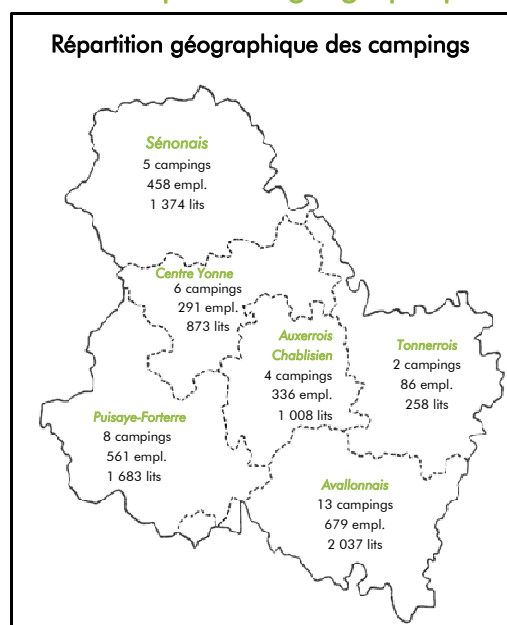 Répartition géographique des campings
Sénonais
5 campings
458 empl.
1 374 lits
Centre Yonne
6 campings
291 empl.
873 lits
Auxerrois
Chablisien
4 campings
336 empl.
1 008 lits
Tonnerrois
2 campings
86 empl.
258 lits
Puisaye-Forterre
8 campings
561 empl.
1 683 lits
Avallonnais
13 campings
679 empl.
2 037 lits